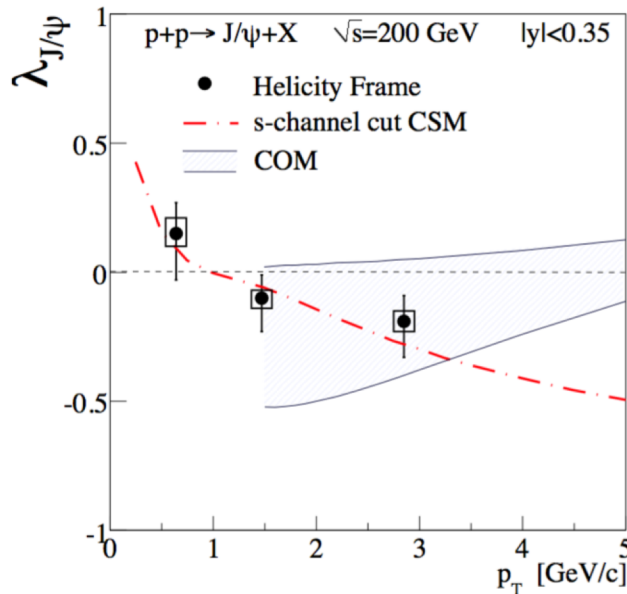 p+p→ J/ψ+X √s=200 GeV |y|<0.35
Helicity Frame
s-channel cut CSM
COM
λJ/ψ
1
0.5
0
-0.5
-1
0 1 2 3 4 5
pT [GeV/c]